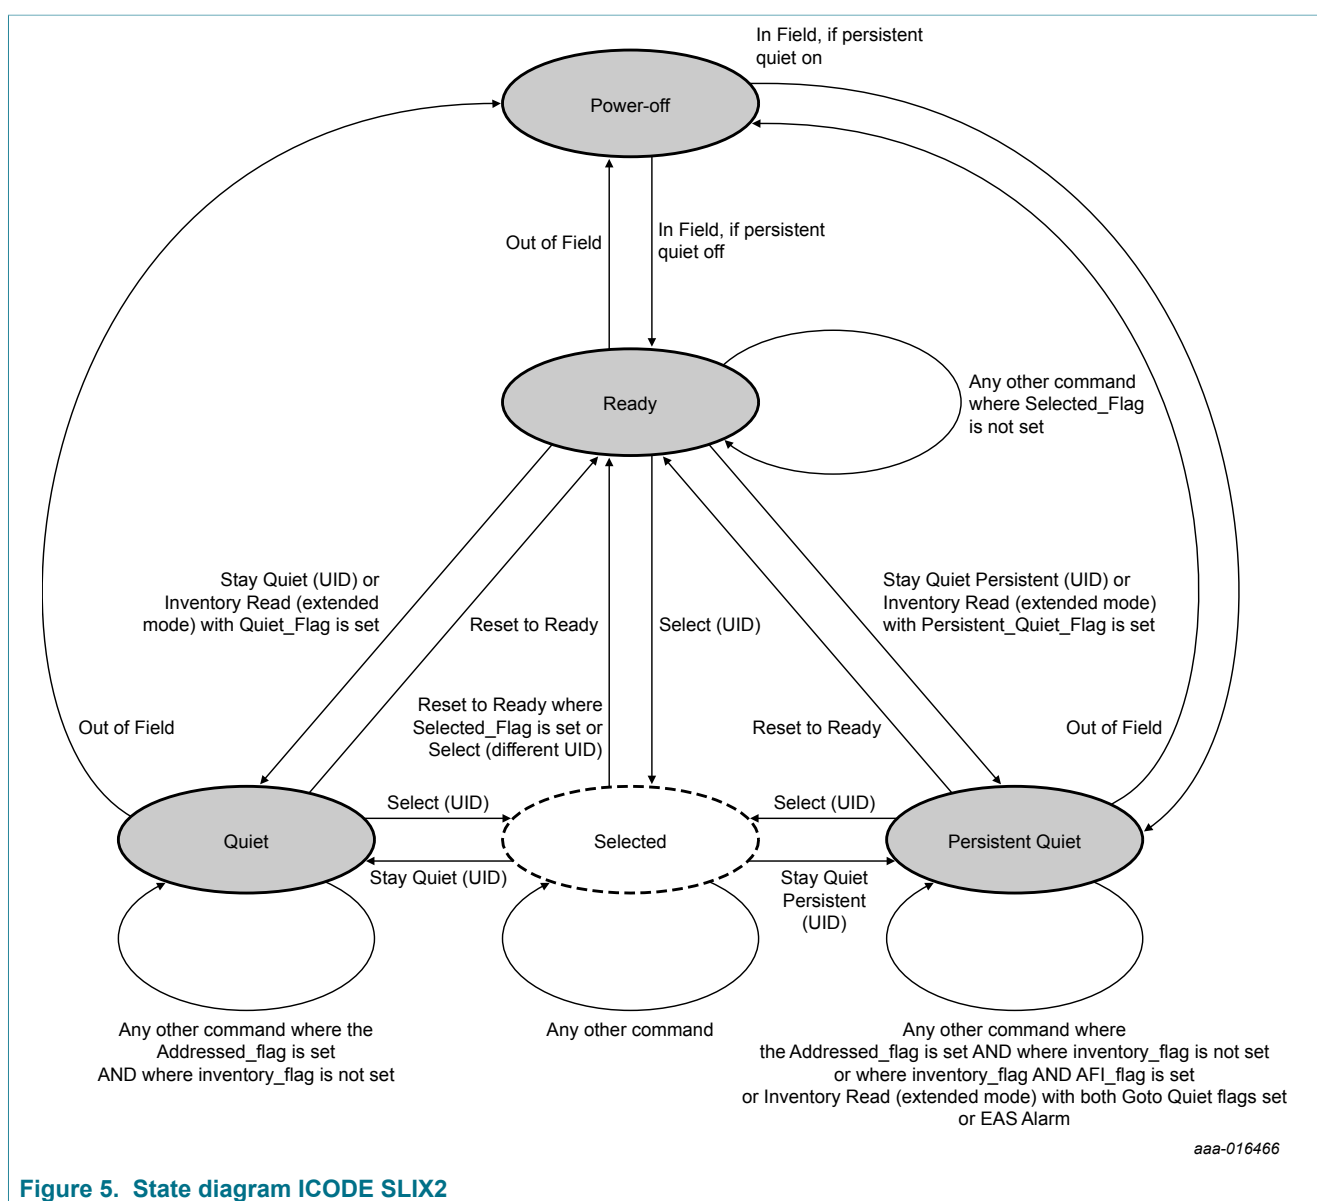 In Field, if persistent
quiet on
Power-off
Out of Field
In Field, if persistent
quiet off
Ready
Any other command
where Selected_Flag
is not set
Stay Quiet (UID) or
Inventory Read (extended
mode) with Quiet_Flag is set
Reset to Ready
Select (UID)
Stay Quiet Persistent (UID) or
Inventory Read (extended mode)
with Persistent_Quiet_Flag is set
Out of Field
Reset to Ready where
Selected_Flag is set or
Select (different UID)
Reset to Ready
Out of Field
Quiet
Select (UID)
Stay Quiet (UID)
Selected
Select (UID)
Stay Quiet
Persistent
(UID)
Persistent Quiet
Any other command where the
Addressed_flag is set
AND where inventory_flag is not set
Any other command
Any other command where
the Addressed_flag is set AND where inventory_flag is not set
or where inventory_flag AND AFI_flag is set
or Inventory Read (extended mode) with both Goto Quiet flags set
or EAS Alarm
aaa-016466
Figure 5. State diagram ICODE SLIX2